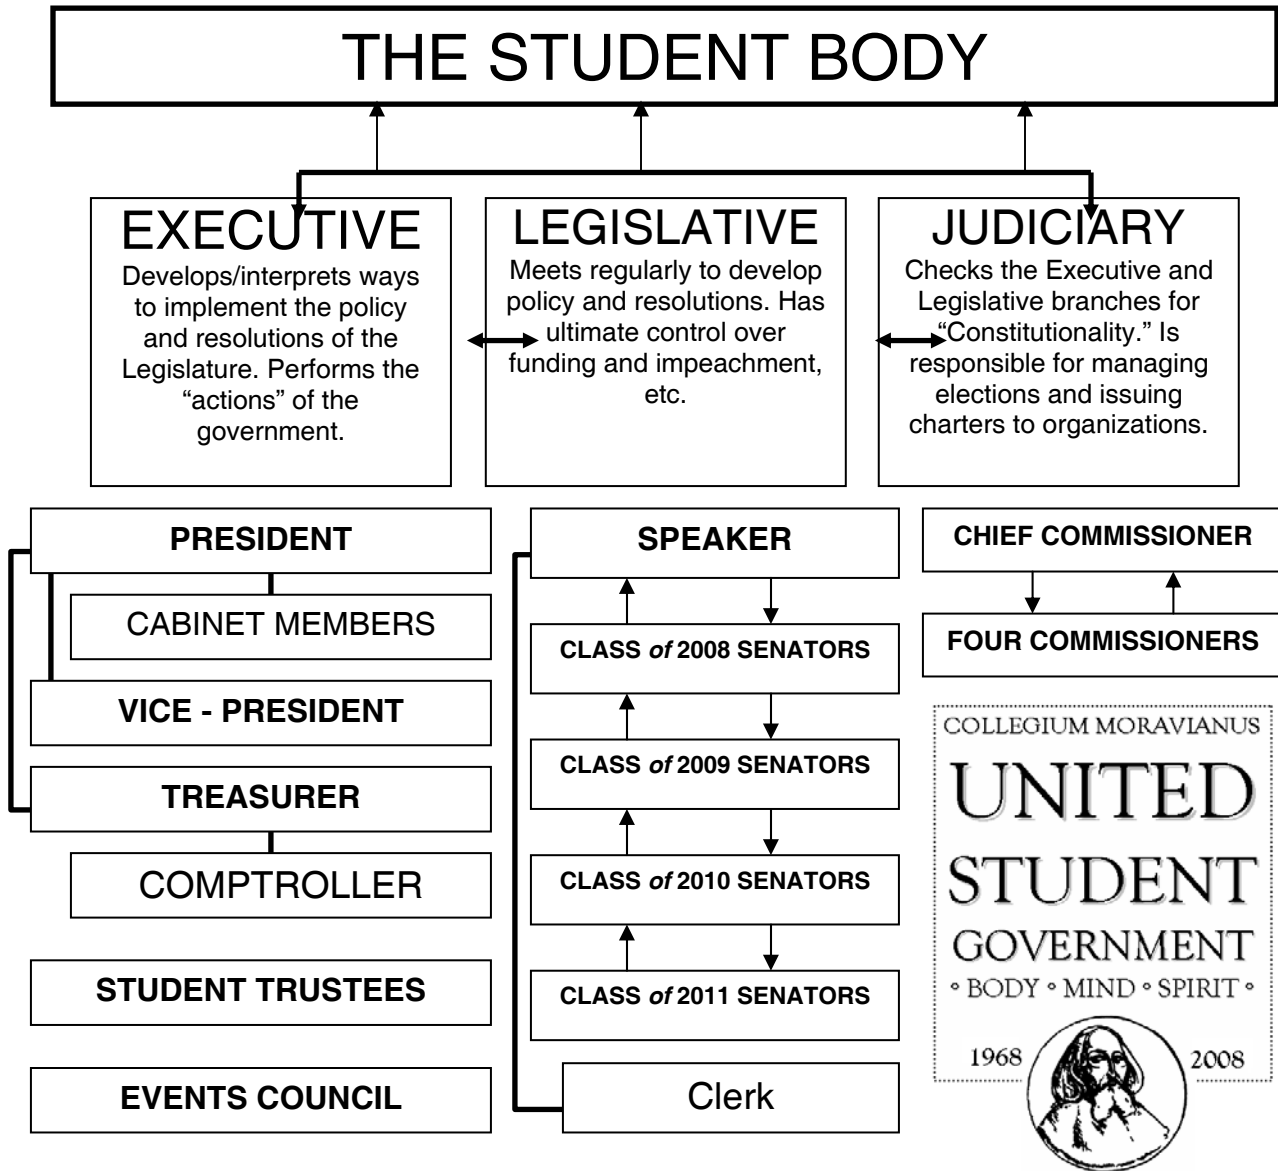 THE STUDENT BODY
EXECUTIVE
Develops/interprets ways
to implement the policy
and resolutions of the
Legislature. Performs the
“actions” of the
government.
LEGISLATIVE
Meets regularly to develop
policy and resolutions. Has
ultimate control over
funding and impeachment,
etc.
JUDICIARY
Checks the Executive and
Legislative branches for
“Constitutionality.” Is
responsible for managing
elections and issuing
charters to organizations.
PRESIDENT
CABINET MEMBERS
VICE - PRESIDENT
TREASURER
COMPTROLLER
STUDENT TRUSTEES
EVENTS COUNCIL
SPEAKER
CLASS of 2008 SENATORS
CLASS of 2009 SENATORS
CLASS of 2010 SENATORS
CLASS of 2011 SENATORS
Clerk
CHIEF COMMISSIONER
FOUR COMMISSIONERS
COLLEGIUM MORAVIANUS
UNITED
STUDENT
GOVERNMENT
° BODY ° MIND ° SPIRIT °
1968 2008